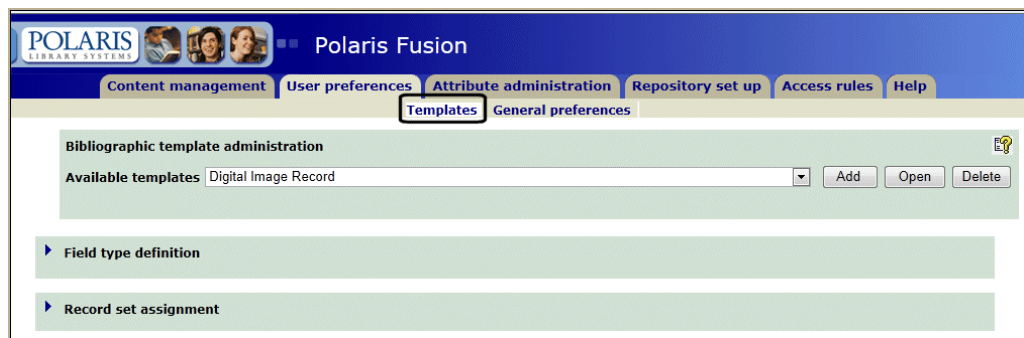 POLARIS Polaris Fusion
LIBRARY SYSTEMS
Content management User preferences Attribute administration Repository set up Access rules Help
Templates General preferences
Bibliographic template administration
Available templates Digital Image Record Add Open Delete
Field type definition
Record set assignment